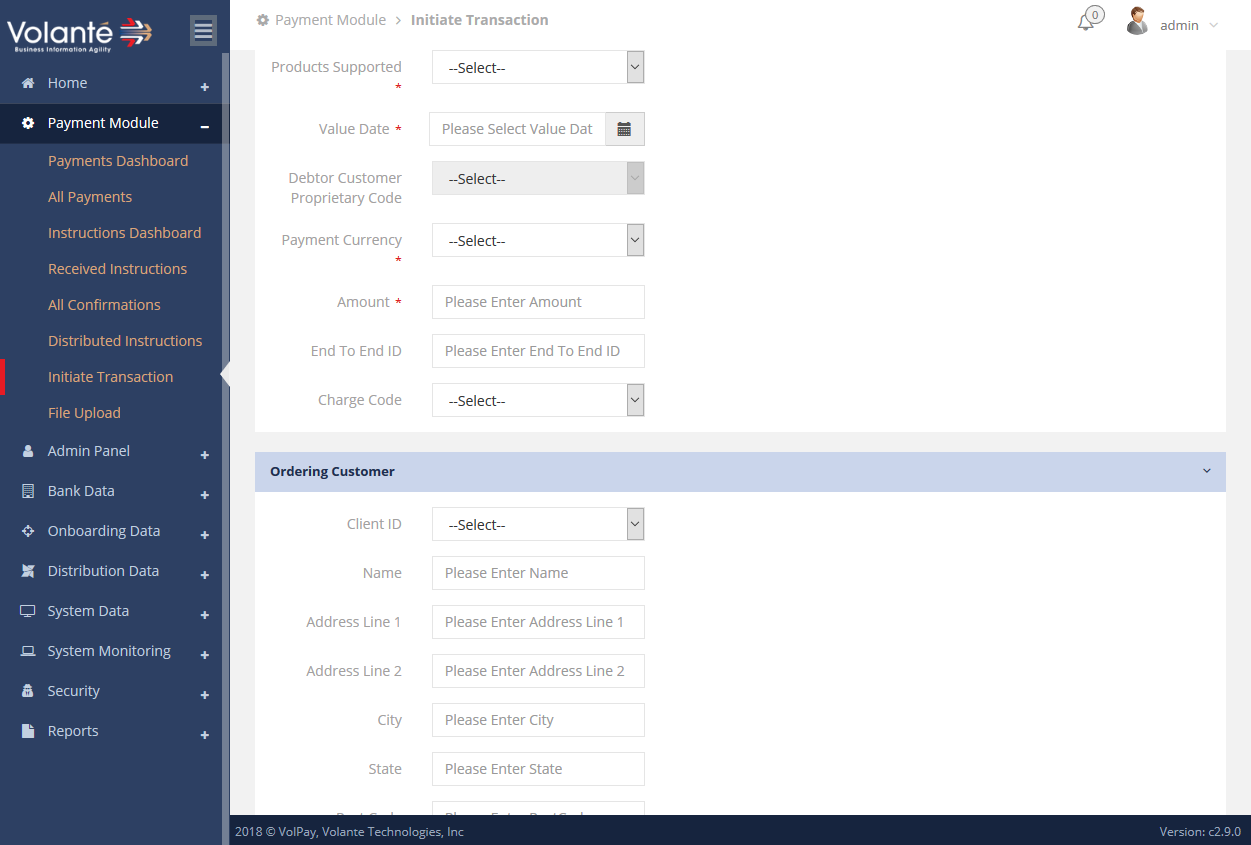 Volanté
Business Information Agility
Payment Module > Initiate Transaction
0
admin
Home
Payment Module
Payments Dashboard
All Payments
Instructions Dashboard
Received Instructions
All Confirmations
Distributed Instructions
Initiate Transaction
File Upload
Admin Panel
Bank Data
Onboarding Data
Distribution Data
System Data
System Monitoring
Security
Reports
Products Supported * --Select--
Value Date * Please Select Value Dat
Debtor Customer Proprietary Code --Select--
Payment Currency * --Select--
Amount * Please Enter Amount
End To End ID Please Enter End To End ID
Charge Code --Select--
Ordering Customer
Client ID --Select--
Name Please Enter Name
Address Line 1 Please Enter Address Line 1
Address Line 2 Please Enter Address Line 2
City Please Enter City
State Please Enter State
2018 © VolPay, Volante Technologies, Inc
Version: c2.9.0